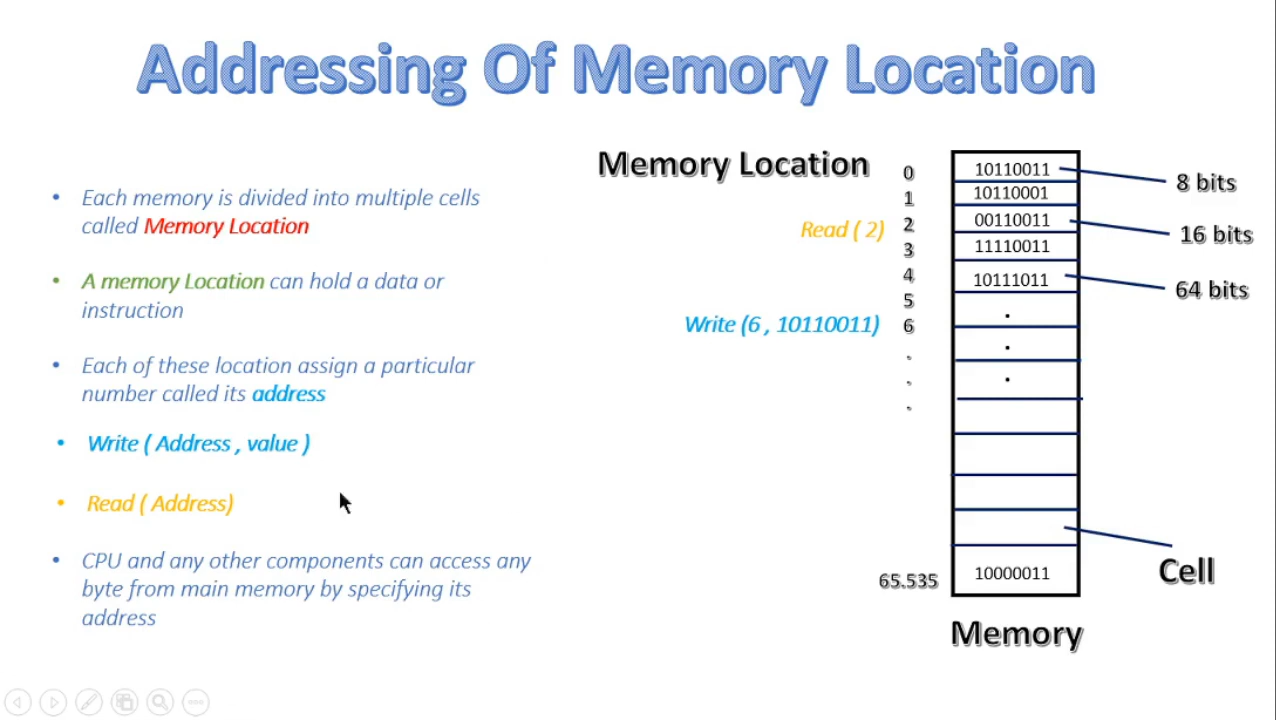 Addressing Of Memory Location
• Each memory is divided into multiple cells
called Memory Location
• A memory Location can hold a data or
instruction
• Each of these location assign a particular
number called its address
• Write ( Address , value )
• Read ( Address)
• CPU and any other components can access any
byte from main memory by specifying its
address
Memory Location
0 10110011 8 bits
1 10110001
Read ( 2) 2 00110011 16 bits
3 11110011
4 10111011 64 bits
5 .
Write (6 , 10110011) 6 .
. .
.
.
Cell
65.535 10000011
Memory